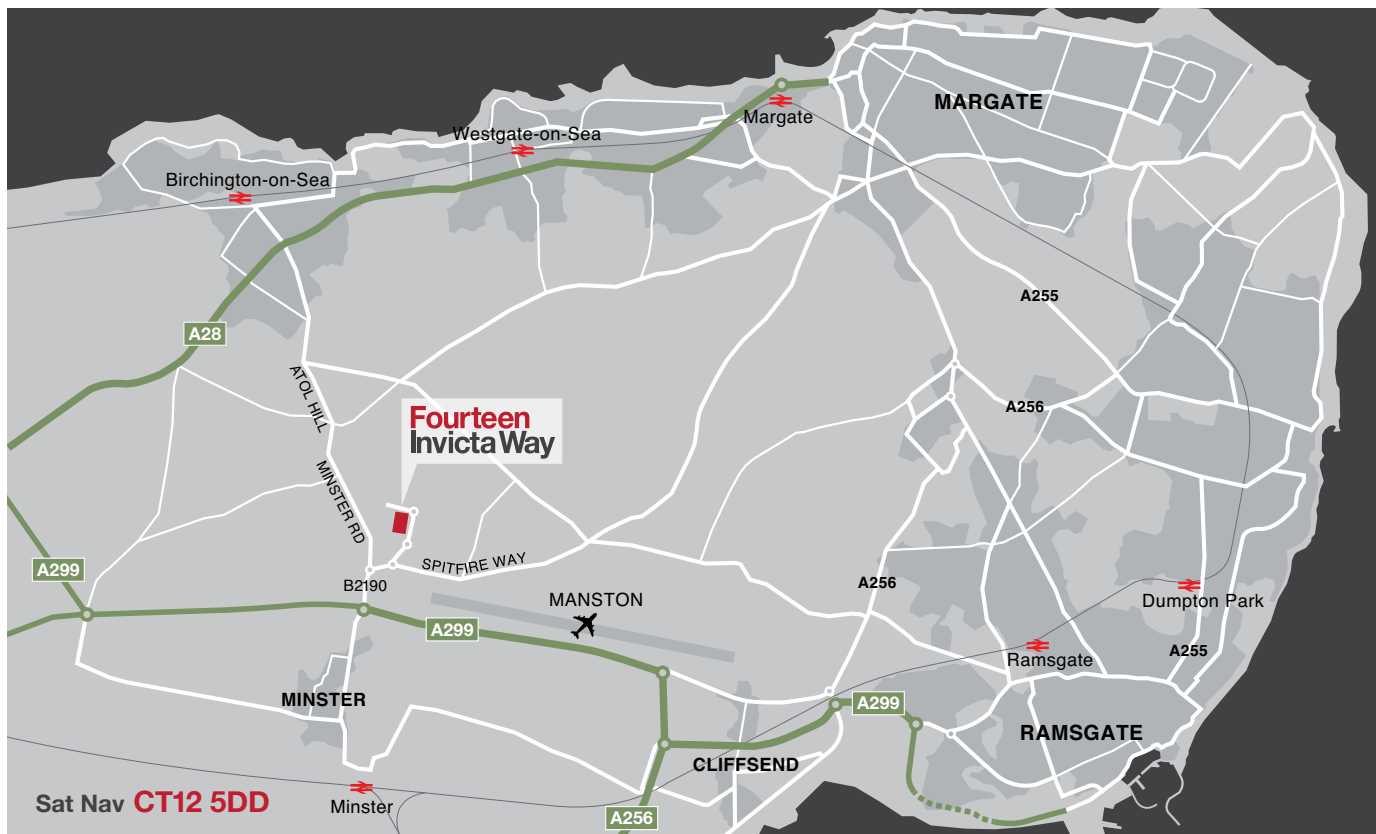 MARGATE
Margate
Westgate-on-Sea
Birchington-on-Sea
A255
A28
ATOL HILL
A256
Fourteen
Invicta Way
MINSTER RD
SPITFIRE WAY
A299
B2190
A256
MANSTON
Dumpton Park
A299
A255
Ramsgate
MINSTER
A299
RAMSGATE
CLIFFSEND
Sat Nav CT12 5DD
Minster
A256